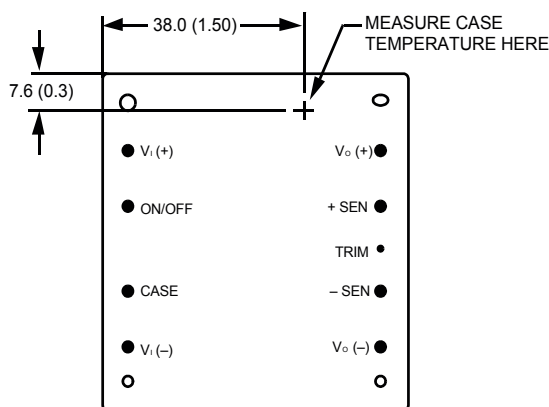 38.0 (1.50)
MEASURE CASE
TEMPERATURE HERE
7.6 (0.3)
VI (+)
VO (+)
ON/OFF
+ SEN
TRIM
CASE
– SEN
VI (–)
VO (–)